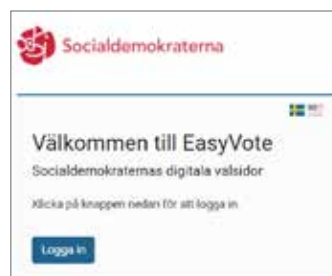 Socialdemokraterna
Välkommen till EasyVote
Socialdemokraternas digitala valsidor
Klicka på knappen nedan för att logga in
Logga in